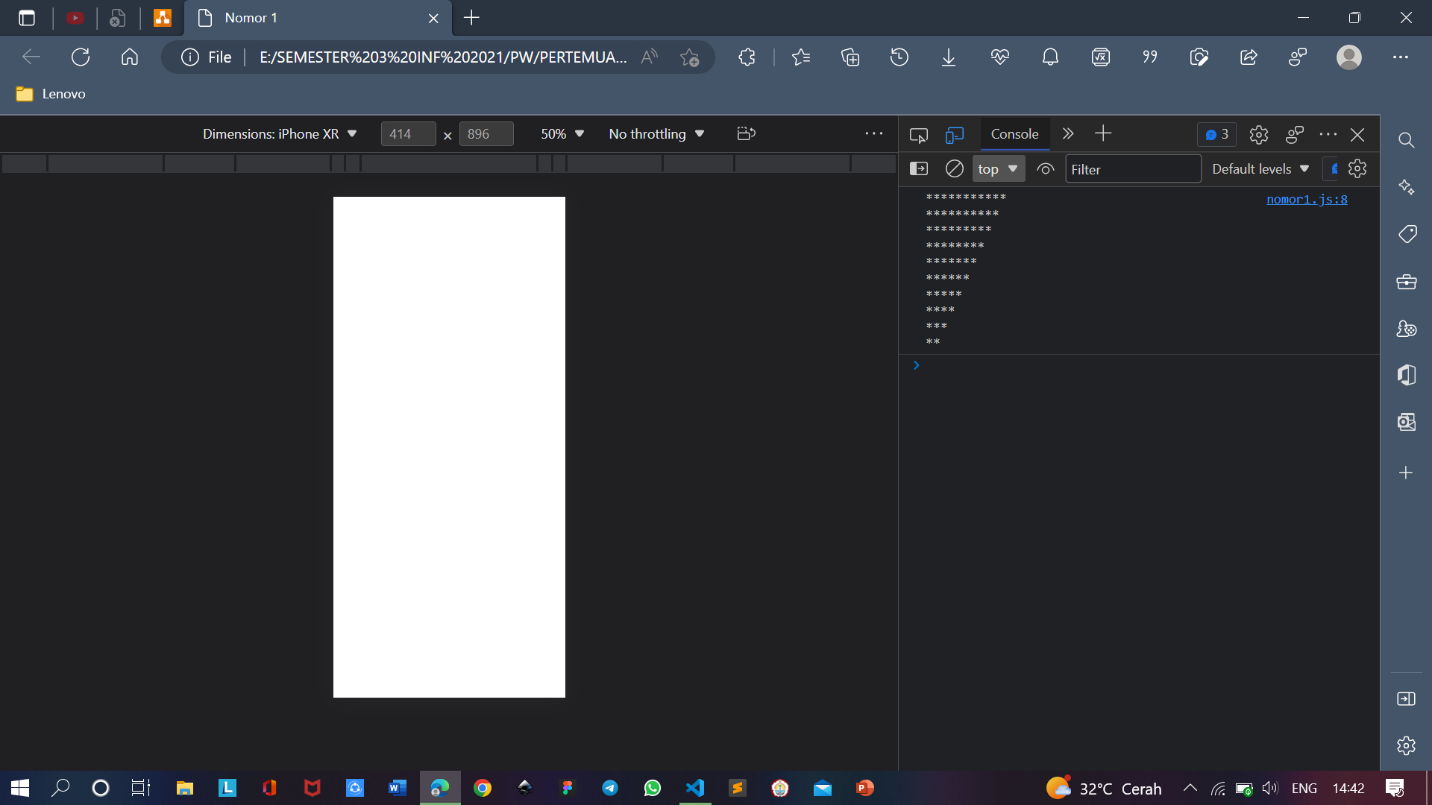 Nomor 1
File
E:/SEMESTER%203%20INF%202021/PW/PERTEMUA...
Lenovo
Dimensions: iPhone XR
414 × 896
50%
No throttling
Console
3
top
Filter
Default levels
*********** nomor1.js:8
**********
*********
********
*******
******
*****
****
***
**
32°C Cerah
ENG
14:42